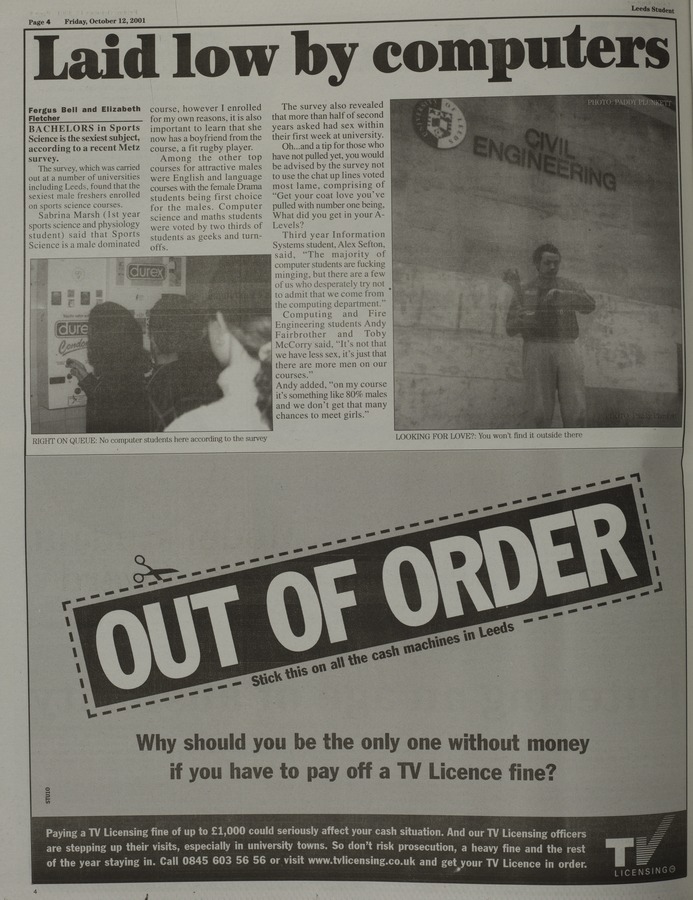 Leeds Student
Page 4 Friday, October 12, 2001
Laid low by computers
Fergus Bell and Elizabeth
Fletcher
BACHELORS in Sports
Science is the sexiest subject,
according to a recent Metz
survey.
The survey, which was carried
out at a number of universities
including Leeds, found that the
sexiest male freshers enrolled
on sports science courses.
Sabrina Marsh (1st year
sports science and physiology
student) said that Sports
Science is a male dominated
course, however I enrolled
for my own reasons, it is also
important to learn that she
now has a boyfriend from the
course, a fit rugby player.
Among the other top
courses for attractive males
were English and language
courses with the female Drama
students being first choice
for the males. Computer
science and maths students
were voted by two thirds of
students as geeks and turn-
offs.
The survey also revealed
that more than half of second
years asked had sex within
their first week at university.
Oh...and a tip for those who
have not pulled yet, you would
be advised by the survey not
to use the chat up lines voted
most lame, comprising of
"Get your coat love you've
pulled with number one being,
What did you get in your A-
Levels?
Third year Information
Systems student, Alex Sefton,
said, "The majority of
computer students are fucking
minging, but there are a few
of us who desperately try not
to admit that we come from
the computing department."
Computing and Fire
Engineering students Andy
Fairbrother and Toby
McCorry said, "It's not that
we have less sex, it's just that
there are more men on our
courses."
Andy added, "on my course
it's something like 80% males
and we don't get that many
chances to meet girls."
durex
dure
Condoms
RIGHT ON QUEUE: No computer students here according to the survey
PHOTO: PADDY PLUNKETT
CIVIL
ENGINEERING
LOOKING FOR LOVE?: You won't find it outside there
OUT OF ORDER
Stick this on all the cash machines in Leeds
Why should you be the only one without money
if you have to pay off a TV Licence fine?
Paying a TV Licensing fine of up to £1,000 could seriously affect your cash situation. And our TV Licensing officers
are stepping up their visits, especially in university towns. So don't risk prosecution, a heavy fine and the rest
of the year staying in. Call 0845 603 56 56 or visit www.tvlicensing.co.uk and get your TV Licence in order.
TV
LICENSING
4